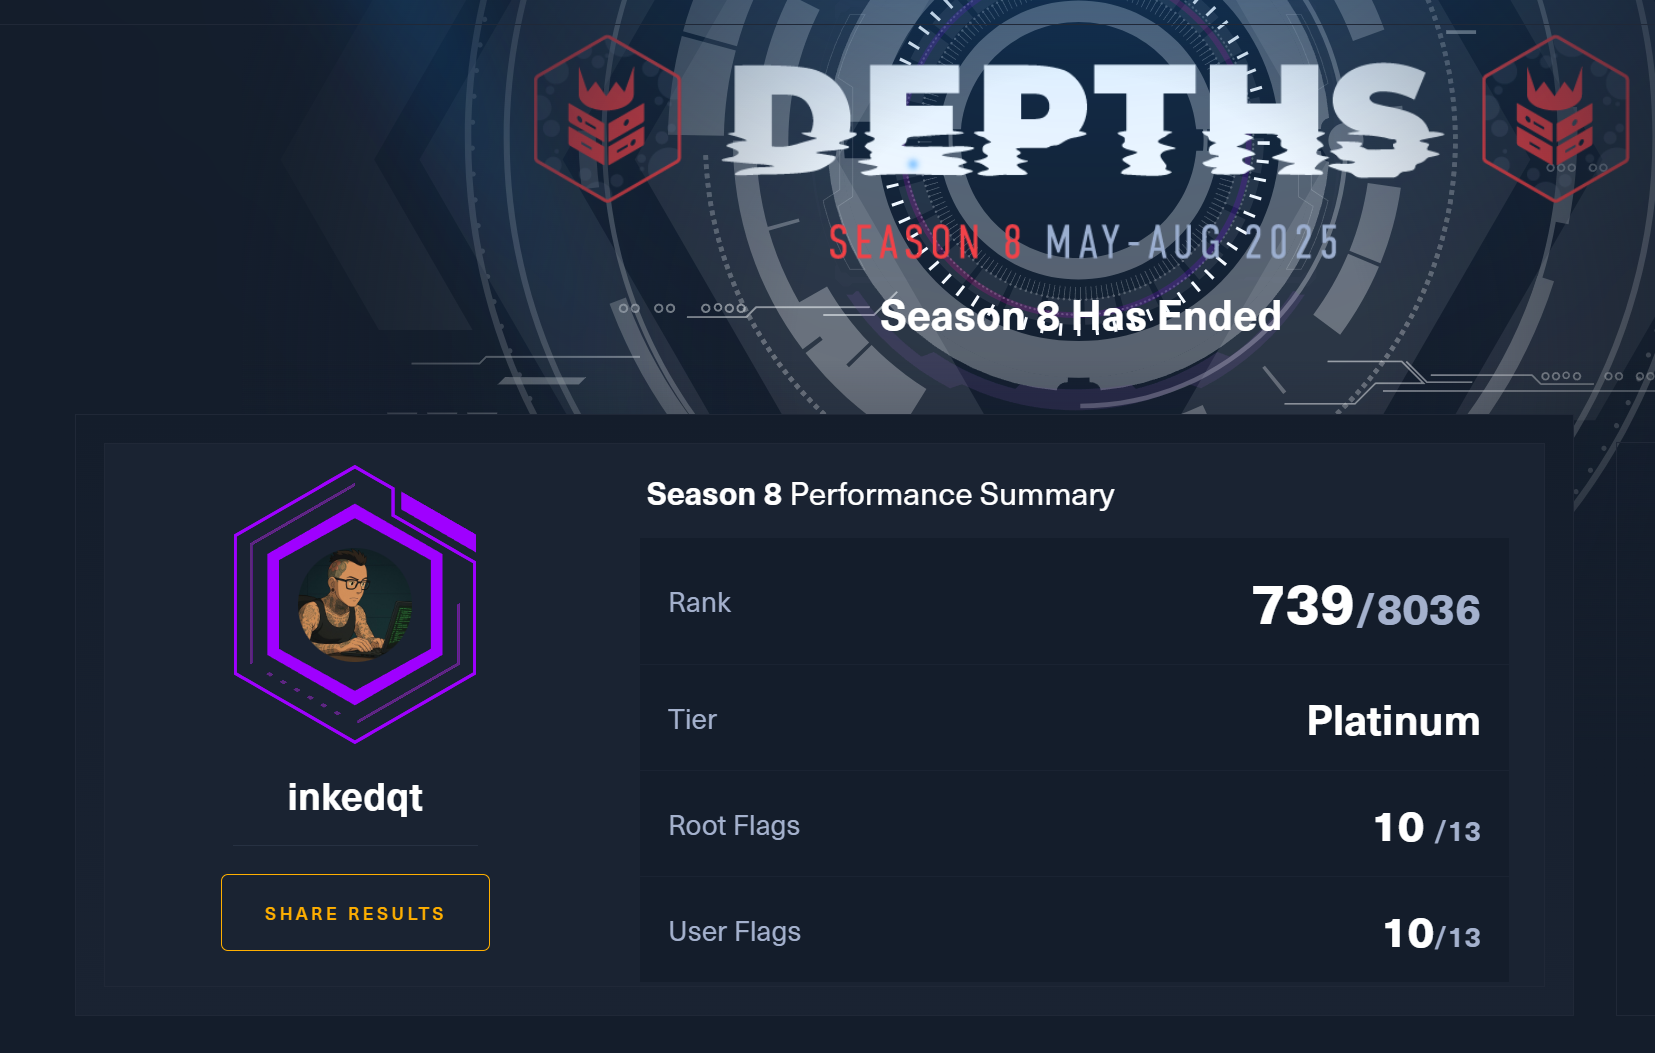 DEPTHS
SEASON 8 MAY-AUG 2025
Season 8 Has Ended
Season 8 Performance Summary
Rank 739/8036
Tier Platinum
inkedqt
Root Flags 10 /13
SHARE RESULTS
User Flags 10/13